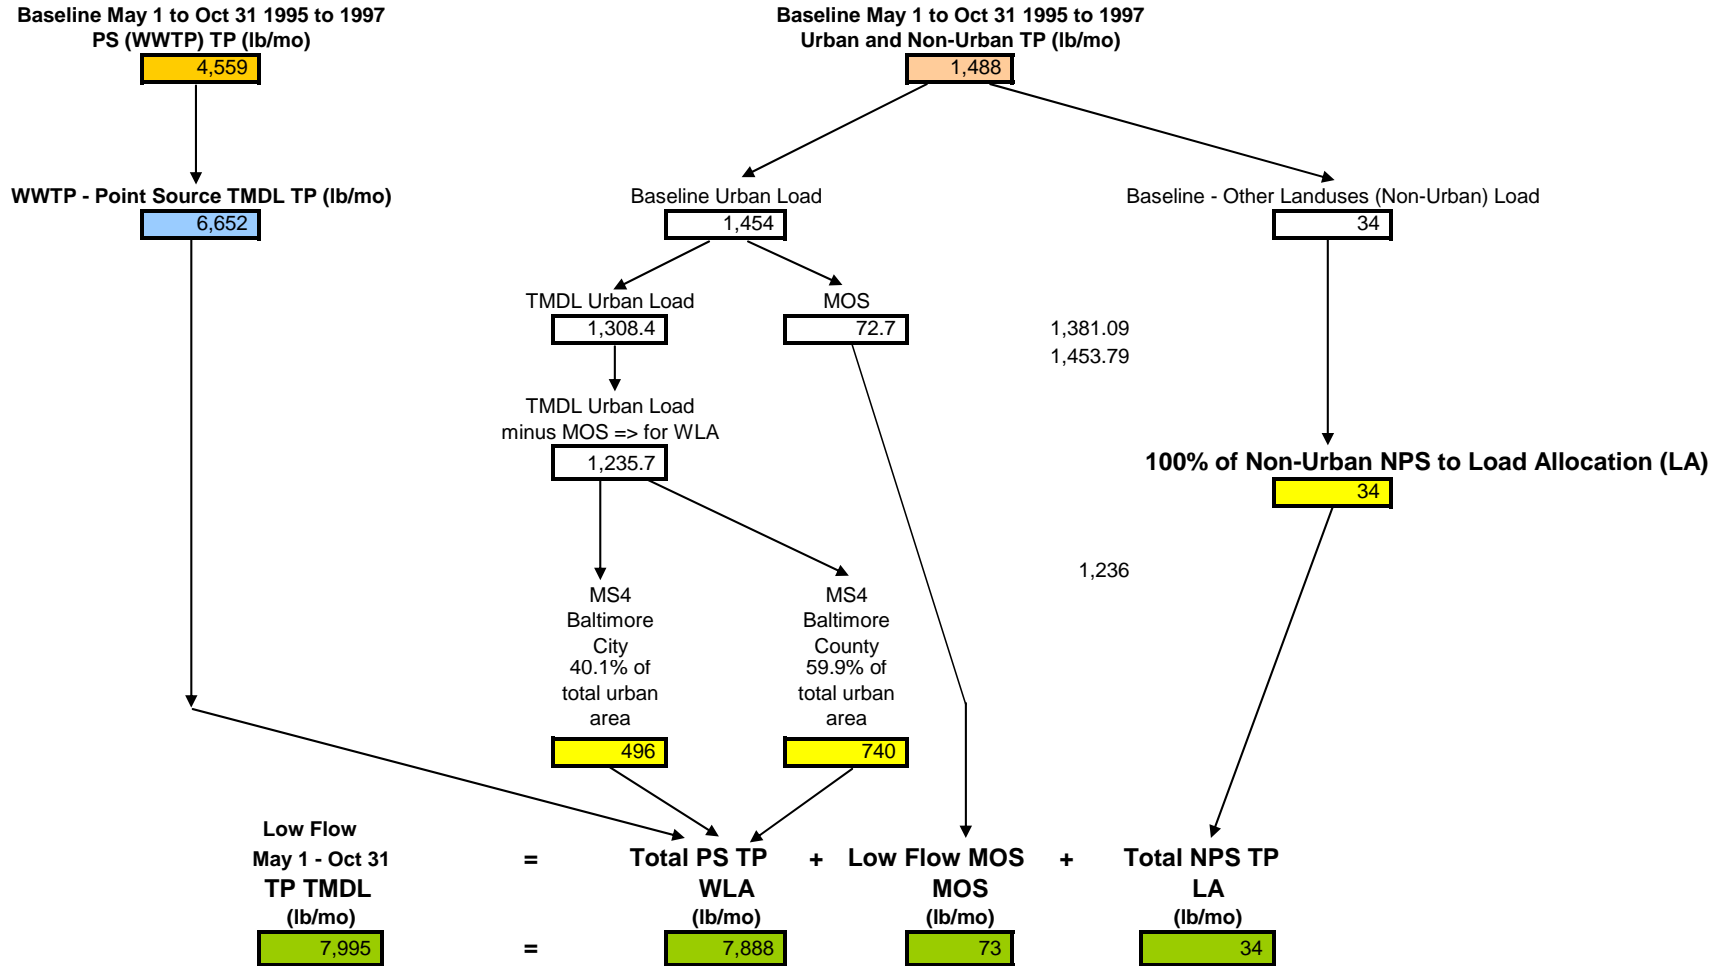 Baseline May 1 to Oct 31 1995 to 1997
PS (WWTP) TP (lb/mo)
4,559
Baseline May 1 to Oct 31 1995 to 1997
Urban and Non-Urban TP (lb/mo)
1,488
WWTP - Point Source TMDL TP (lb/mo)
6,652
Baseline Urban Load
1,454
Baseline - Other Landuses (Non-Urban) Load
34
TMDL Urban Load
1,308.4
MOS
72.7
1,381.09
1,453.79
TMDL Urban Load
minus MOS => for WLA
1,235.7
100% of Non-Urban NPS to Load Allocation (LA)
34
1,236
MS4
Baltimore
City
40.1% of
total urban
area
496
MS4
Baltimore
County
59.9% of
total urban
area
740
Low Flow
May 1 - Oct 31 = Total PS TP + Low Flow MOS + Total NPS TP
TP TMDL WLA MOS LA
(lb/mo) (lb/mo) (lb/mo) (lb/mo)
7,995 = 7,888 73 34